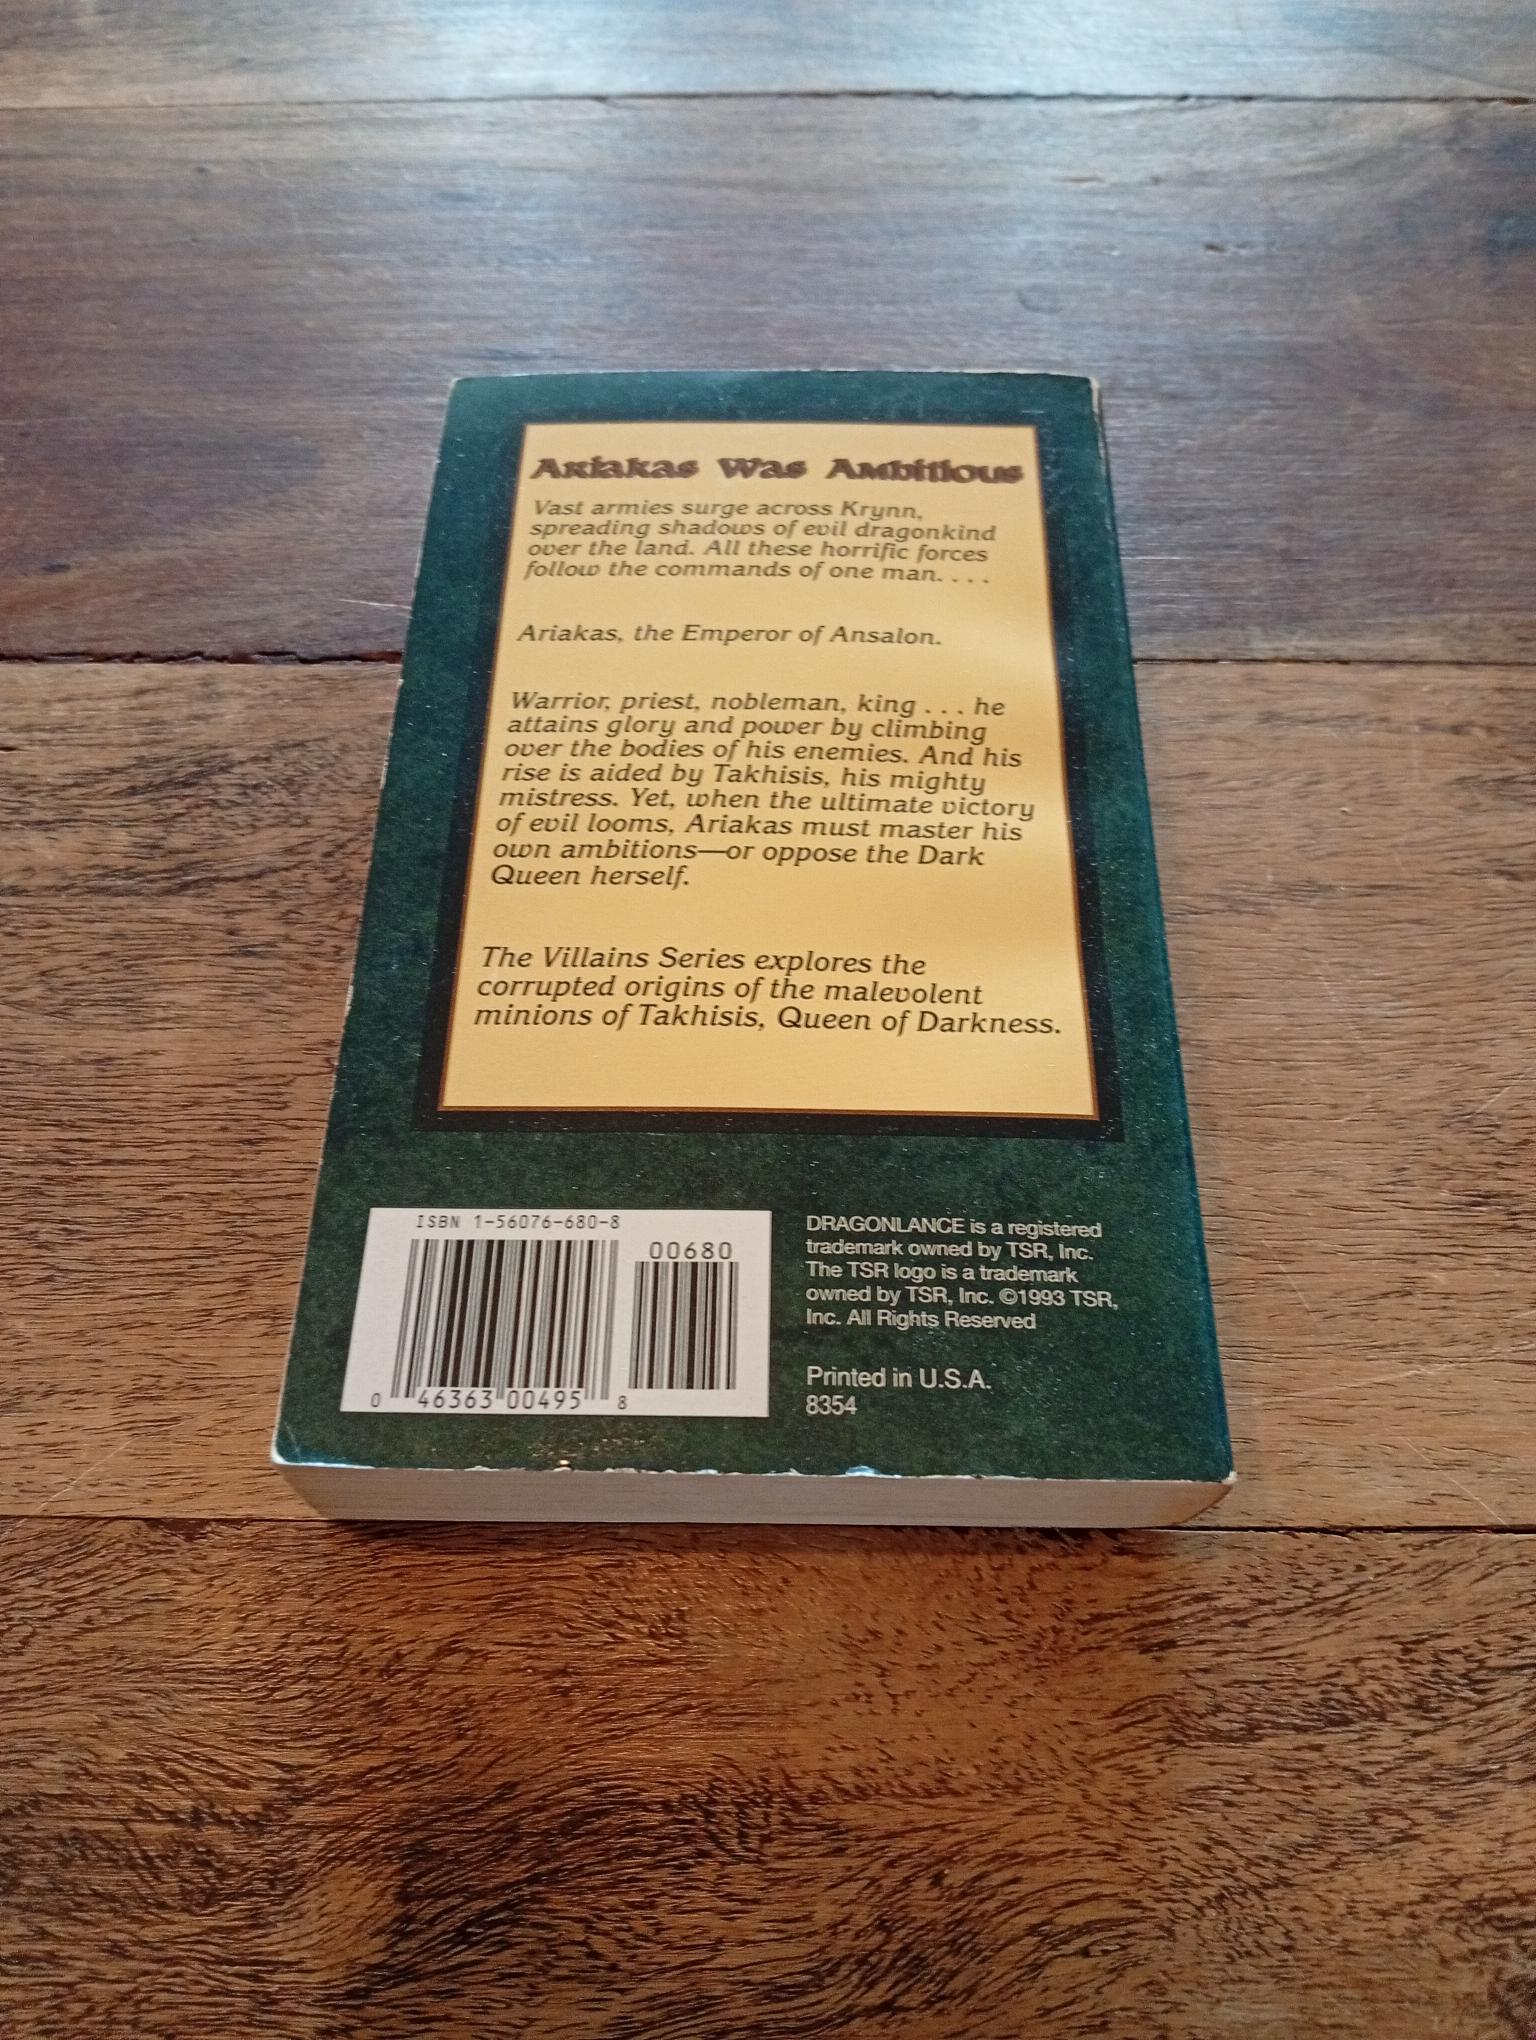 Ariakas Was Ambitious
Vast armies surge across Krynn,
spreading shadows of evil dragonkind
over the land. All these horrific forces
follow the commands of one man. . . .
Ariakas, the Emperor of Ansalon.
Warrior, priest, nobleman, king . . . he
attains glory and power by climbing
over the bodies of his enemies. And his
rise is aided by Takhisis, his mighty
mistress. Yet, when the ultimate victory
of evil looms, Ariakas must master his
own ambitions—or oppose the Dark
Queen herself.
The Villains Series explores the
corrupted origins of the malevolent
minions of Takhisis, Queen of Darkness.
ISBN 1-56076-680-8
00680
0 46363 00495 8
DRAGONLANCE is a registered
trademark owned by TSR, Inc.
The TSR logo is a trademark
owned by TSR, Inc. ©1993 TSR,
Inc. All Rights Reserved
Printed in U.S.A.
8354